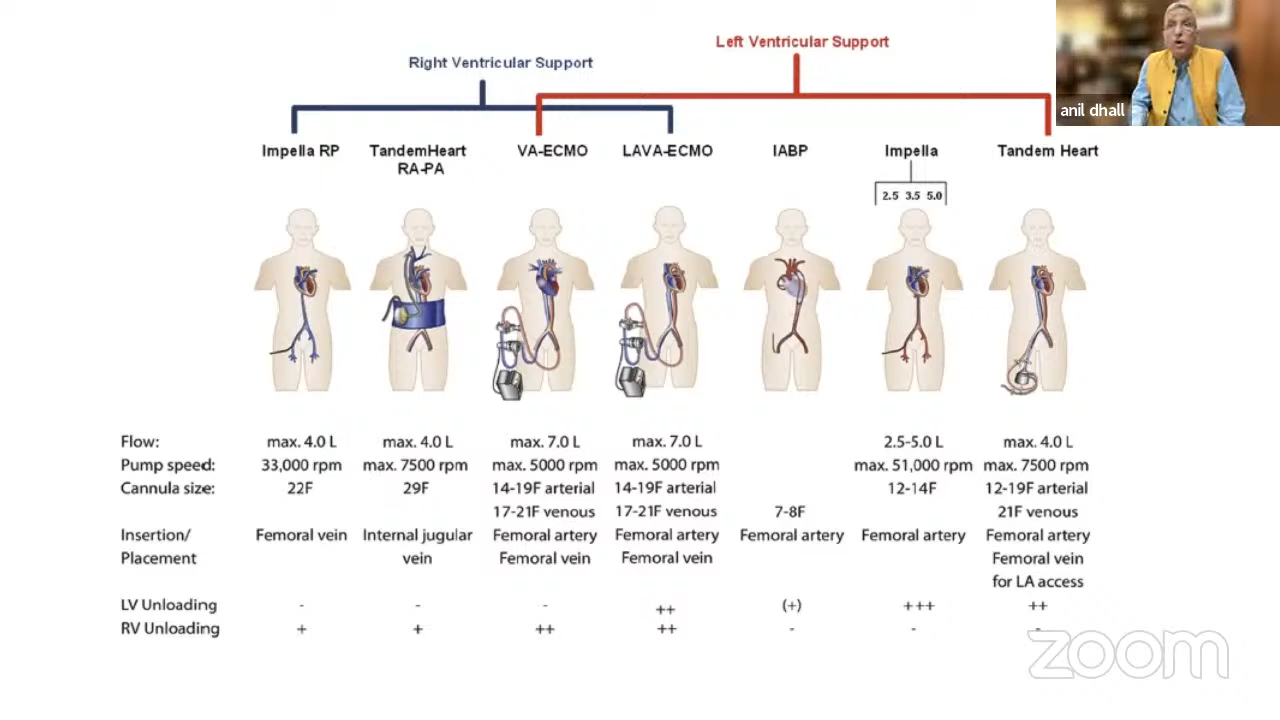 Left Ventricular Support
Right Ventricular Support
anil dhall
Impella RP TandemHeart RA-PA VA-ECMO LAVA-ECMO IABP Impella Tandem Heart
2.5 3.5 5.0
Flow: max. 4.0 L max. 4.0 L max. 7.0 L max. 7.0 L 2.5-5.0 L max. 4.0 L
Pump speed: 33,000 rpm max. 7500 rpm max. 5000 rpm max. 5000 rpm max. 51,000 rpm max. 7500 rpm
Cannula size: 22F 29F 14-19F arterial 14-19F arterial 12-14F 12-19F arterial
17-21F venous 17-21F venous 7-8F 21F venous
Insertion/ Femoral vein Internal jugular Femoral artery Femoral artery Femoral artery Femoral artery Femoral artery
Placement vein Femoral vein Femoral vein Femoral vein
for LA access
LV Unloading - - - ++ (+) +++ ++
RV Unloading + + ++ ++ - - -
zoom